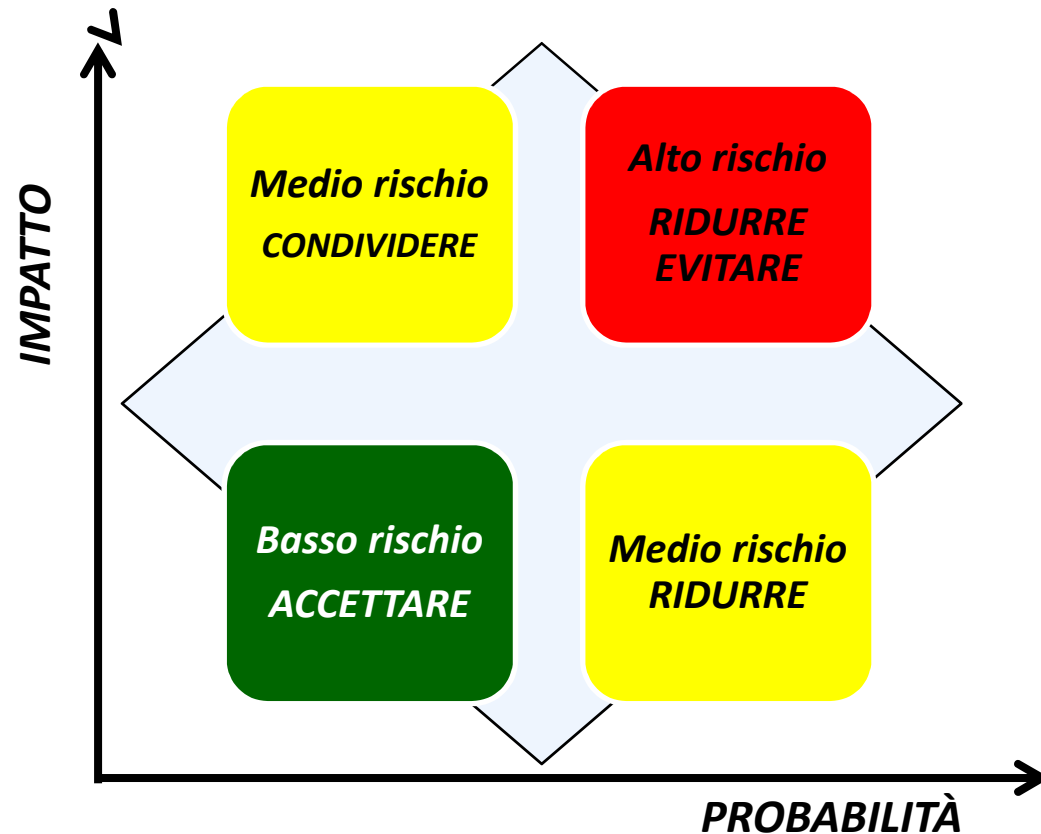 IMPATTO
Medio rischio
CONDIVIDERE
Alto rischio
RIDURRE
EVITARE
Basso rischio
ACCETTARE
Medio rischio
RIDURRE
PROBABILITÀ